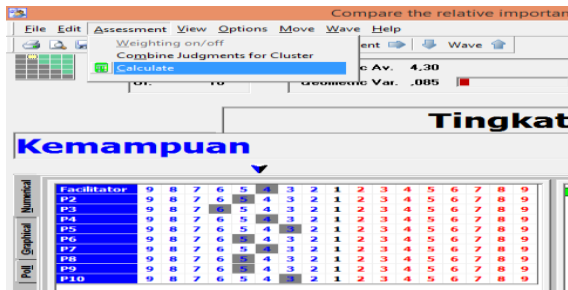 Compare the relative importan
File Edit Assessment View Options Move Wave Help
Weighting on/off
Combine Judgments for Cluster
Calculate
ent Wave
c Av. 4,30
Geometric Var. ,085
Tingkat
Kemampuan
Numerical
Graphical
Poll
Facilitator 9 8 7 6 5 4 3 2 1 2 3 4 5 6 7 8 9
P2 9 8 7 6 5 4 3 2 1 2 3 4 5 6 7 8 9
P3 9 8 7 6 5 4 3 2 1 2 3 4 5 6 7 8 9
P4 9 8 7 6 5 4 3 2 1 2 3 4 5 6 7 8 9
P5 9 8 7 6 5 4 3 2 1 2 3 4 5 6 7 8 9
P6 9 8 7 6 5 4 3 2 1 2 3 4 5 6 7 8 9
P7 9 8 7 6 5 4 3 2 1 2 3 4 5 6 7 8 9
P8 9 8 7 6 5 4 3 2 1 2 3 4 5 6 7 8 9
P9 9 8 7 6 5 4 3 2 1 2 3 4 5 6 7 8 9
P10 9 8 7 6 5 4 3 2 1 2 3 4 5 6 7 8 9